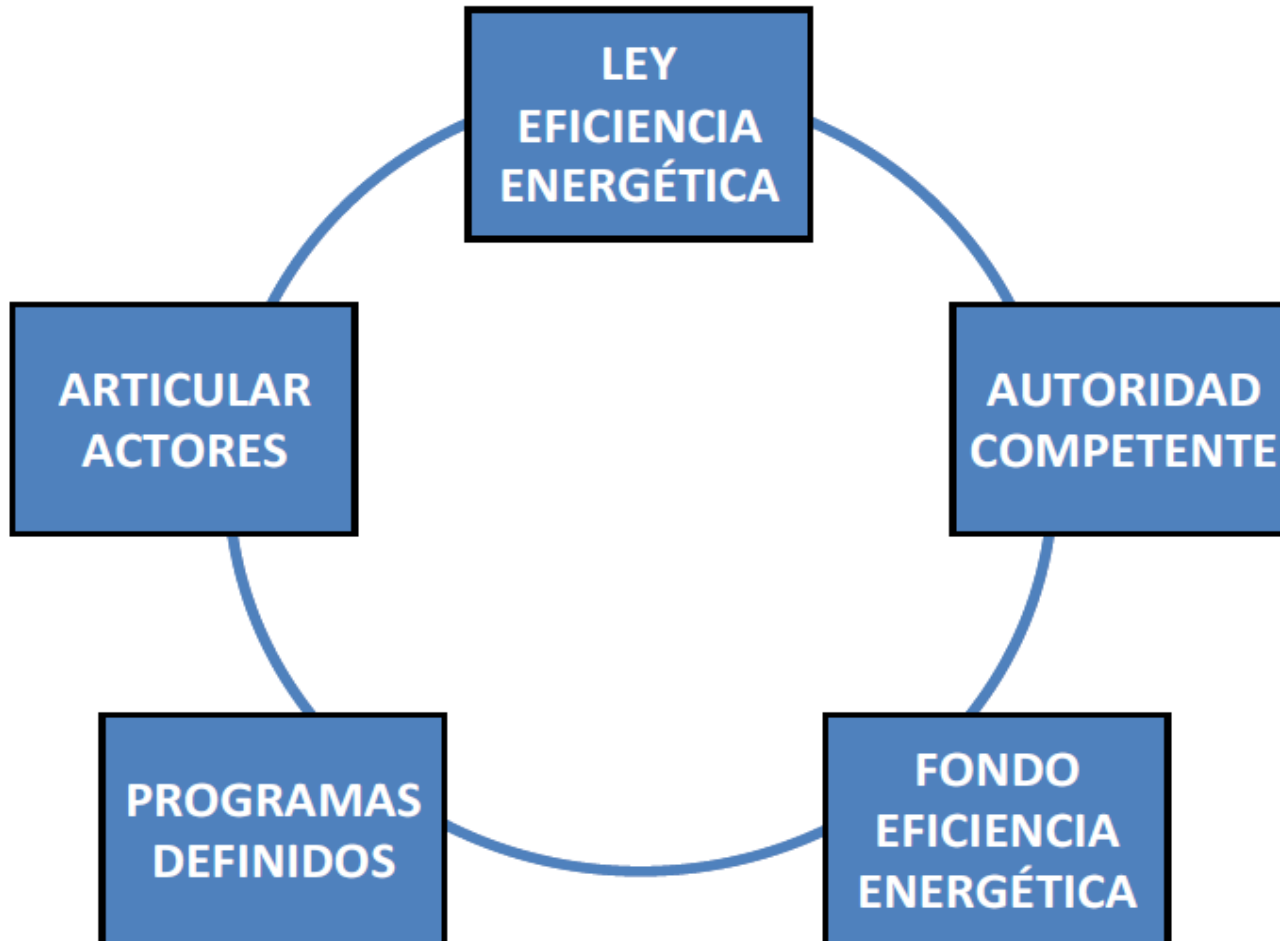 LEY
EFICIENCIA
ENERGÉTICA
AUTORIDAD
COMPETENTE
FONDO
EFICIENCIA
ENERGÉTICA
PROGRAMAS
DEFINIDOS
ARTICULAR
ACTORES